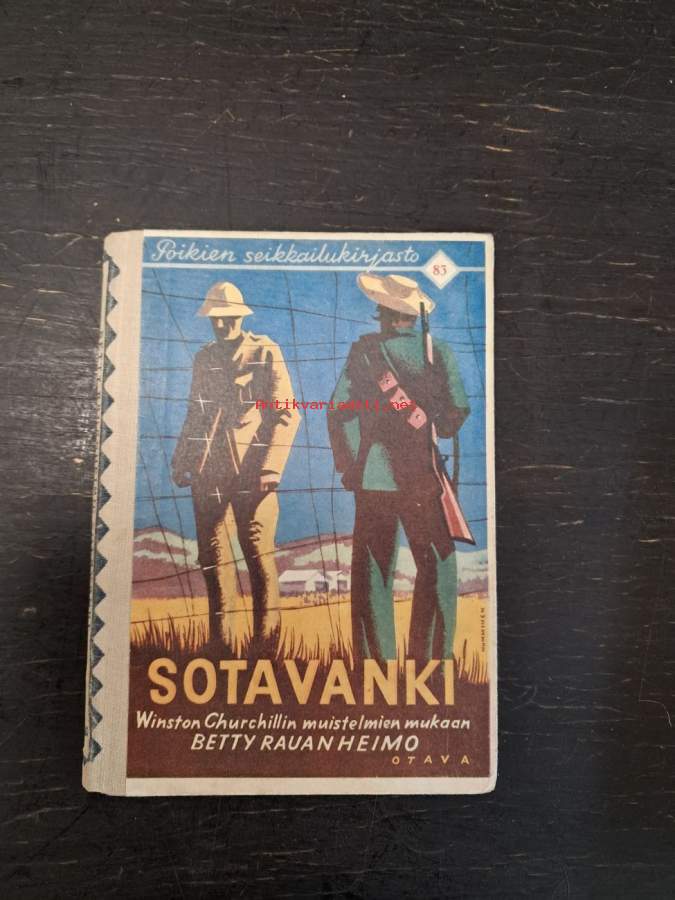 Poikien seikkailukirjasto
83
Antikvariaatti.net
SOTAVANKI
Winston Churchillin muistelmien mukaan
BETTY RAUANHEIMO
OTAVA